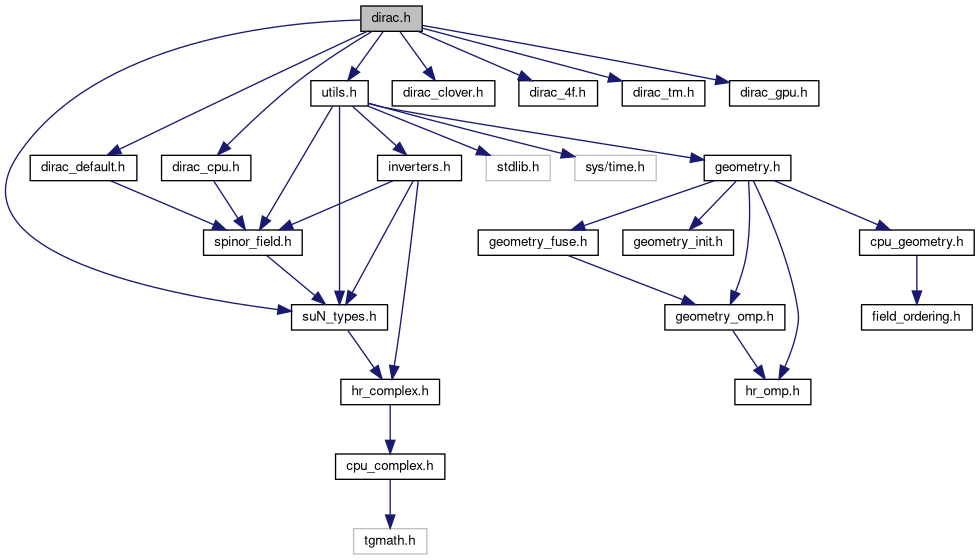 dirac.h
utils.h
dirac_clover.h
dirac_4f.h
dirac_tm.h
dirac_gpu.h
dirac_default.h
dirac_cpu.h
inverters.h
stdlib.h
sys/time.h
geometry.h
spinor_field.h
geometry_fuse.h
geometry_init.h
cpu_geometry.h
suN_types.h
geometry_omp.h
field_ordering.h
hr_complex.h
hr_omp.h
cpu_complex.h
tgmath.h